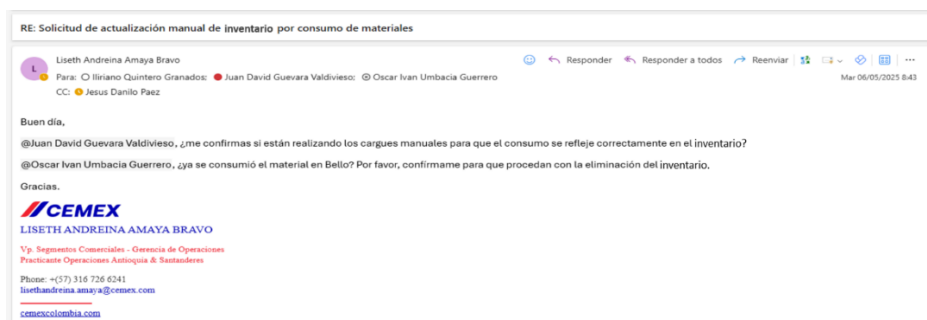 RE: Solicitud de actualización manual de inventario por consumo de materiales
Liseth Andreina Amaya Bravo
Responder Responder a todos Reenviar
L
Para: Iliriano Quintero Granados; Juan David Guevara Valdivieso; Oscar Ivan Umbacia Guerrero
Mar 06/05/2025 8:43
CC: Jesus Danilo Paez
Buen día,
@Juan David Guevara Valdivieso, ¿me confirmas si están realizando los cargues manuales para que el consumo se refleje correctamente en el inventario?
@Oscar Ivan Umbacia Guerrero, ¿ya se consumió el material en Bello? Por favor, confírmame para que procedan con la eliminación del inventario.
Gracias.
CEMEX
LISETH ANDREINA AMAYA BRAVO
Vp. Segmentos Comerciales - Gerencia de Operaciones
Practicante Operaciones Antioquia & Santanderes
Phone: +(57) 316 726 6241
lisethandreina.amaya@cemex.com
cemexcolombia.com